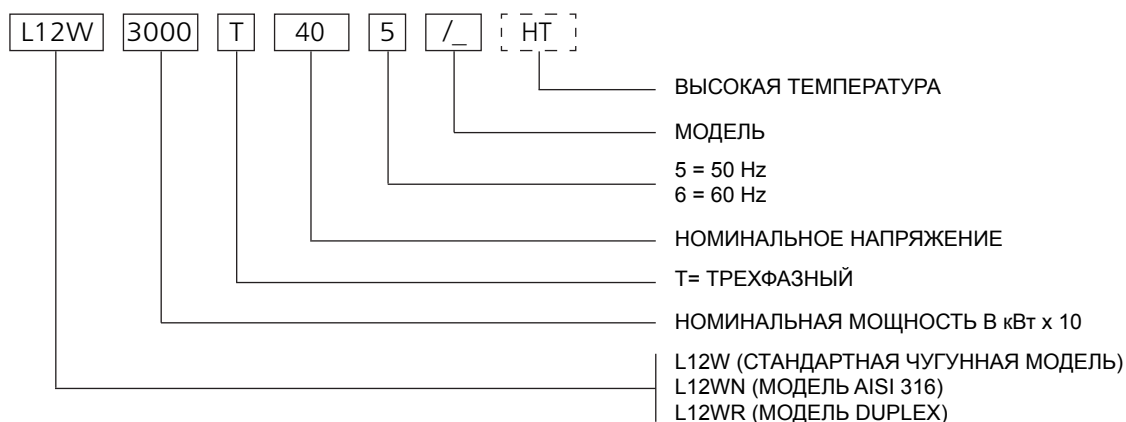 L12W 3000 T 40 5 /_ HT
ВЫСОКАЯ ТЕМПЕРАТУРА
МОДЕЛЬ
5 = 50 Hz
6 = 60 Hz
НОМИНАЛЬНОЕ НАПРЯЖЕНИЕ
Т= ТРЕХФАЗНЫЙ
НОМИНАЛЬНАЯ МОЩНОСТЬ В кВт x 10
L12W (СТАНДАРТНАЯ ЧУГУННАЯ МОДЕЛЬ)
L12WN (МОДЕЛЬ AISI 316)
L12WR (МОДЕЛЬ DUPLEX)